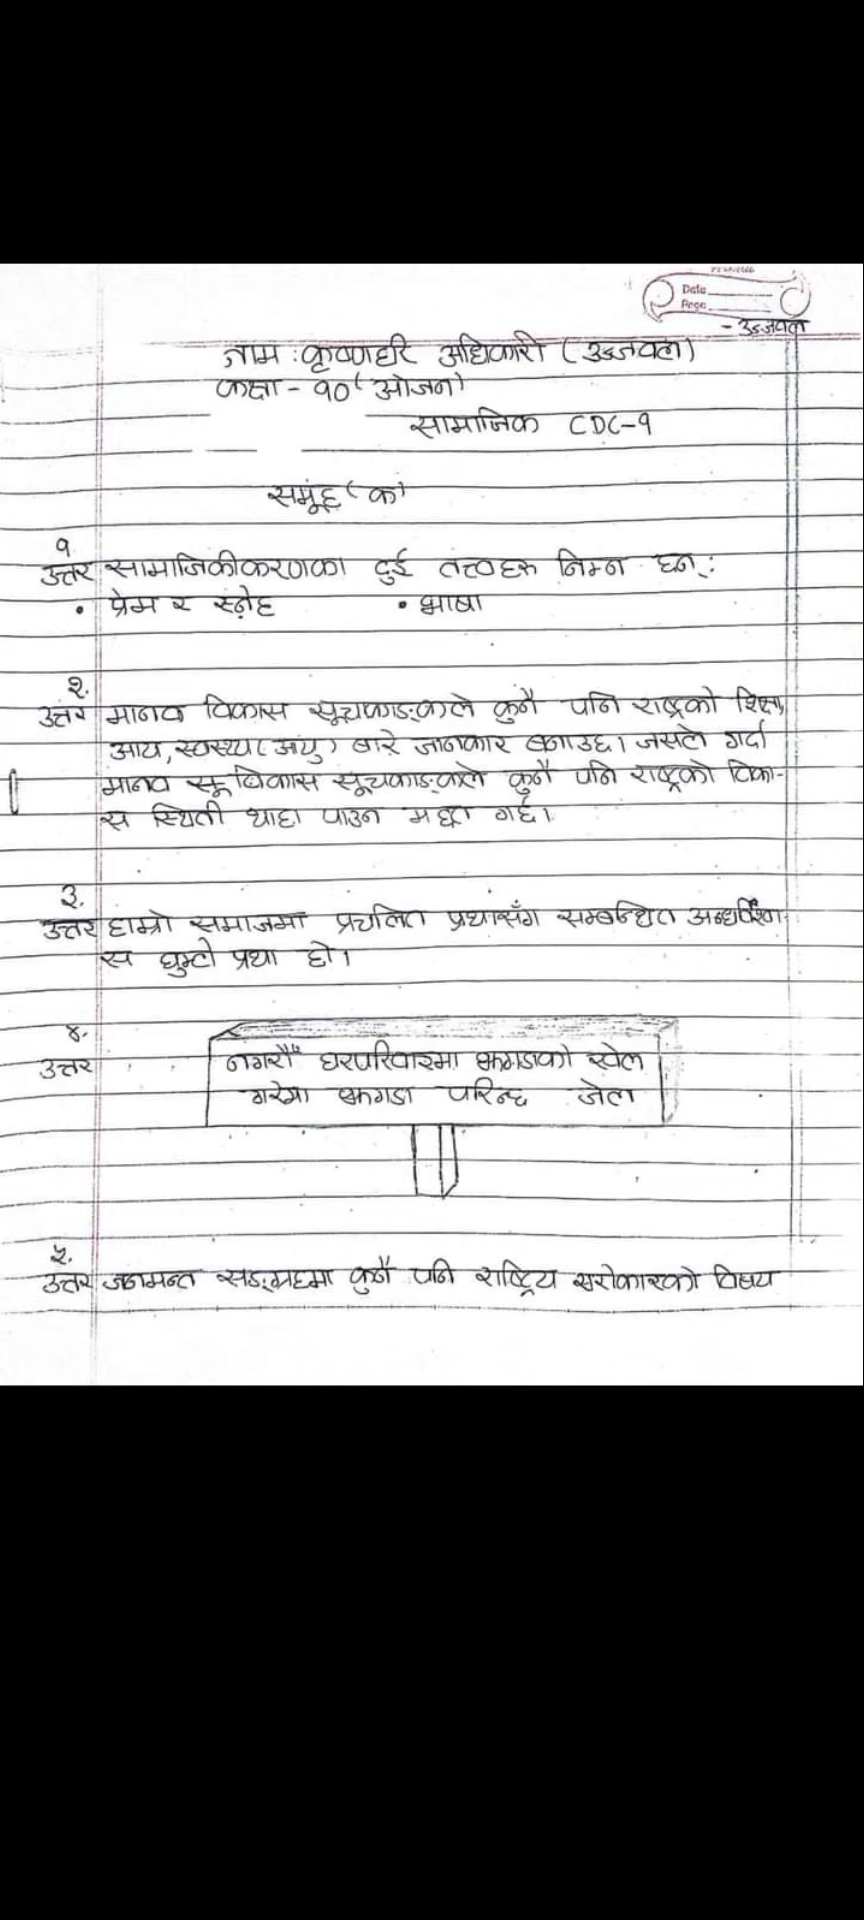 Date
Page
- उज्जवल
नाम : कृष्णहरि अधिकारी (उज्जवल)
कक्षा - १० (ओजन)
सामाजिक CDC-१
समुह (क)
१
उत्तर सामाजिकीकरणका दुई तत्त्वहरू निम्न छन्:
• प्रेम र स्नेह • भाषा
२.
उत्तर मानव विकास सूचकाङ्कले कुनै पनि राष्ट्रको शिक्षा,
आय, स्वस्थ्य (आयु) बारे जानकार बनाउछ। जसले गर्दा
मानव विकास सूचकाङ्कले कुनै पनि राष्ट्रको विका-
स स्थिती थाहा पाउन मद्दत गर्छ।
३.
उत्तर हाम्रो समाजमा प्रचलित प्रथासँग सम्बन्धित अन्धविश्वा-
स घुम्टो प्रथा हो।
४.
उत्तर नगरौँ घरपरिवारमा झगडाको खेल
गरेमा झगडा परिन्छ जेल
५.
उत्तर जनमत सङ्ग्रहमा कुनै पनि राष्ट्रिय सरोकारको विषय